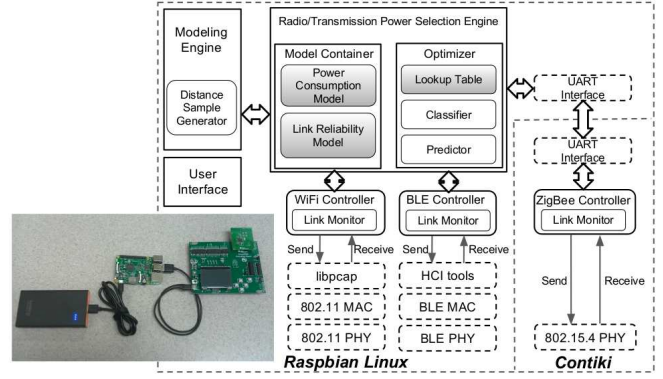 Radio/Transmission Power Selection Engine
Modeling
Engine
Distance
Sample
Generator
Model Container
Power
Consumption
Model
Link Reliability
Model
Optimizer
Lookup Table
Classifier
Predictor
UART
Interface
UART
Interface
User
Interface
WiFi Controller
Link Monitor
BLE Controller
Link Monitor
ZigBee Controller
Link Monitor
Send
Receive
Send
Receive
Send
Receive
libpcap
802.11 MAC
802.11 PHY
HCI tools
BLE MAC
BLE PHY
802.15.4 PHY
Raspbian Linux
Contiki